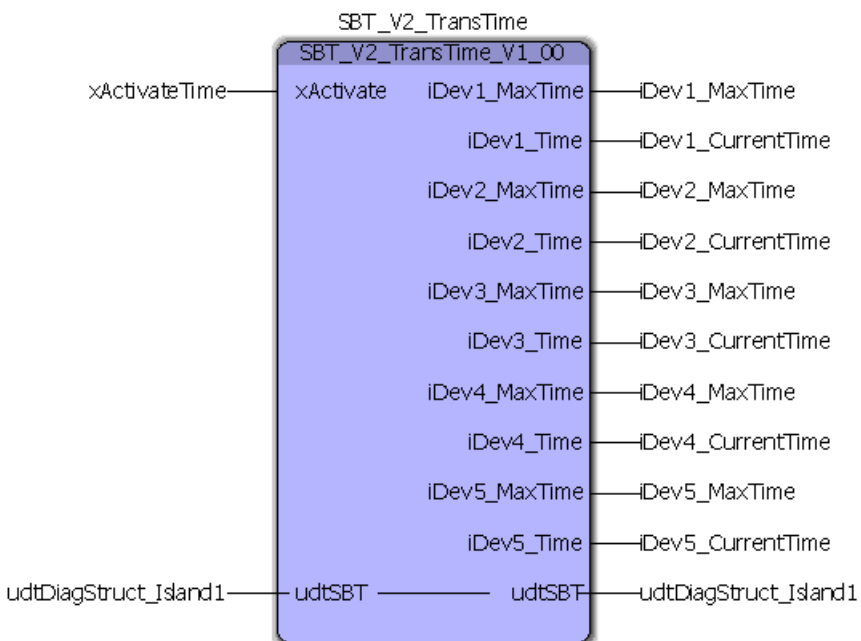 SBT_V2_TransTime
SBT_V2_TransTime_V1_00
xActivateTime xActivate iDev1_MaxTime iDev1_MaxTime
iDev1_Time iDev1_CurrentTime
iDev2_MaxTime iDev2_MaxTime
iDev2_Time iDev2_CurrentTime
iDev3_MaxTime iDev3_MaxTime
iDev3_Time iDev3_CurrentTime
iDev4_MaxTime iDev4_MaxTime
iDev4_Time iDev4_CurrentTime
iDev5_MaxTime iDev5_MaxTime
iDev5_Time iDev5_CurrentTime
udtDiagStruct_Island1 udtSBT udtSBT udtDiagStruct_Island1